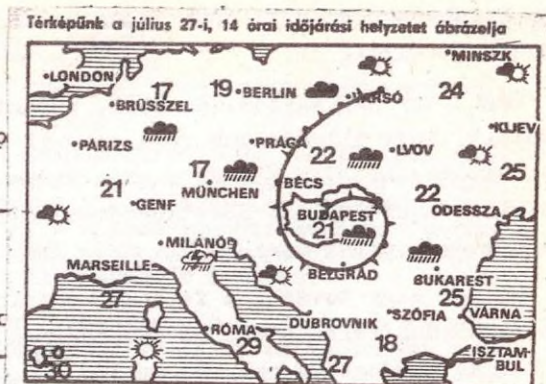 Térképünk a július 27-i, 14 órai időjárási helyzetet ábrázolja
MINSZK
LONDON
17
19
BERLIN
VARSÓ
24
BRÜSSZEL
KIJEV
PÁRIZS
PRÁGA
22
LVOV
25
17
21
MÜNCHEN
BÉCS
22
GENF
BUDAPEST
ODESSZA
21
MILÁNÓ
MARSEILLE
BELGRÁD
BUKAREST
27
25
DUBROVNIK
SZÓFIA
VÁRNA
RÓMA
29
18
ISZTAM-
BUL
27
30